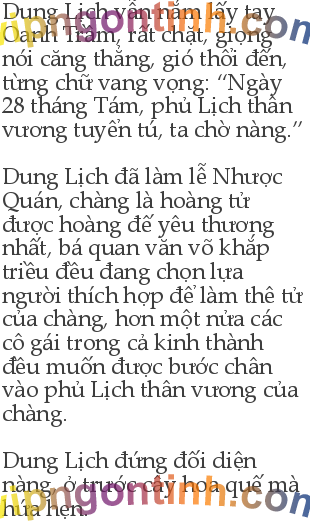 Dung Lịch vẫn nắm lấy tay
Oanh Trầm, rất chặt, giọng
nói căng thẳng, gió thổi đến,
từng chữ vang vọng: “Ngày
28 tháng Tám, phủ Lịch thân
vương tuyển tú, ta chờ nàng.”
Dung Lịch đã làm lễ Nhược
Quán, chàng là hoàng tử
được hoàng đế yêu thương
nhất, bá quan văn võ khắp
triều đều đang chọn lựa
người thích hợp để làm thê tử
của chàng, hơn một nửa các
cô gái trong cả kinh thành
đều muốn được bước chân
vào phủ Lịch thân vương của
chàng.
Dung Lịch đứng đối diện
nàng, ở trước cây hoa quế mà
hứa hẹn.